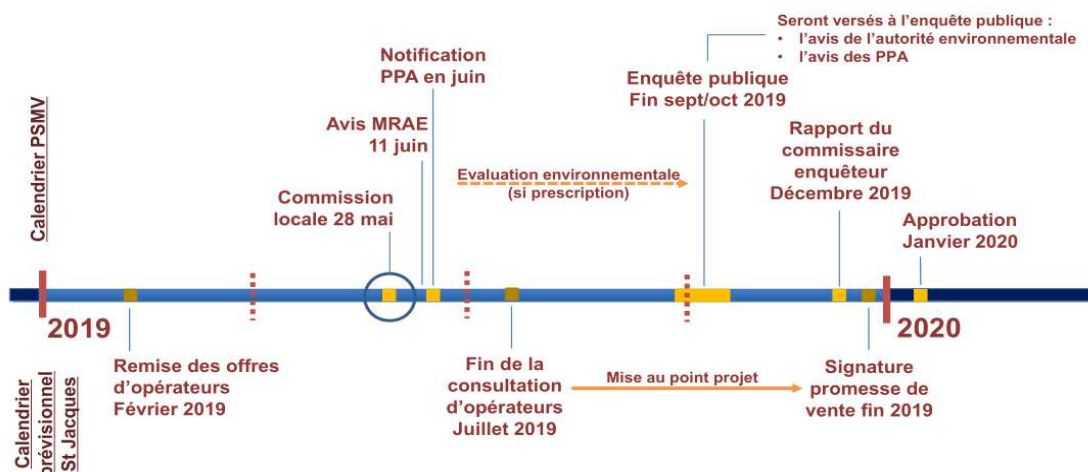 Calendrier PSMV
Seront versés à l'enquête publique :
• l'avis de l'autorité environnementale
• l'avis des PPA
Notification
PPA en juin
Enquête publique
Fin sept/oct 2019
Avis MRAE
11 juin
Rapport du
commissaire
enquêteur
Décembre 2019
Evaluation environnementale
(si prescription)
Commission
locale 28 mai
Approbation
Janvier 2020
2019
2020
Calendrier
prévisionnel
St Jacques
Remise des offres
d'opérateurs
Février 2019
Fin de la
consultation
d'opérateurs
Juillet 2019
Mise au point projet
Signature
promesse de
vente fin 2019